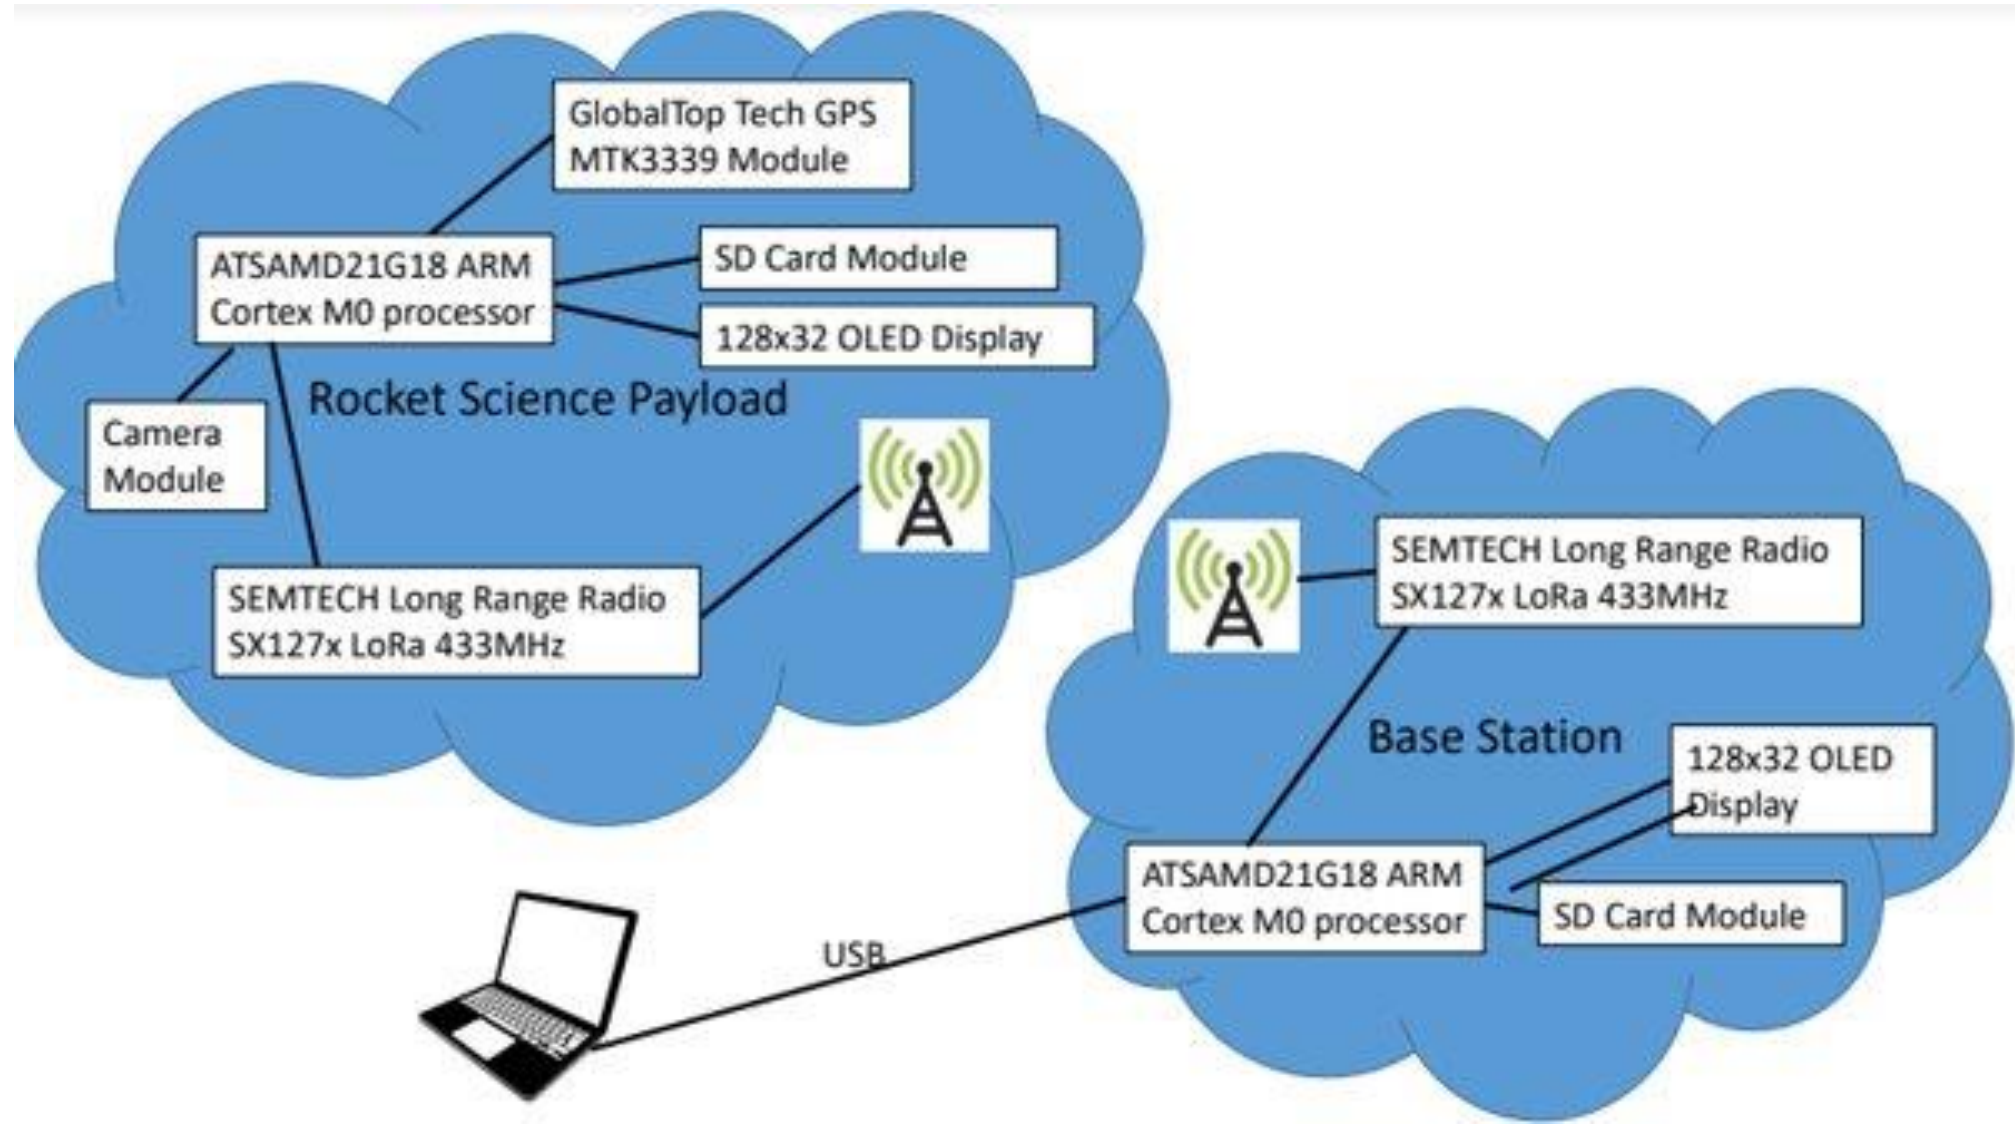 GlobalTop Tech GPS
MTK3339 Module
ATSAMD21G18 ARM
Cortex M0 processor
SD Card Module
128x32 OLED Display
Rocket Science Payload
Camera
Module
SEMTECH Long Range Radio
SX127x LoRa 433MHz
SEMTECH Long Range Radio
SX127x LoRa 433MHz
Base Station
128x32 OLED
Display
ATSAMD21G18 ARM
Cortex M0 processor
SD Card Module
USB